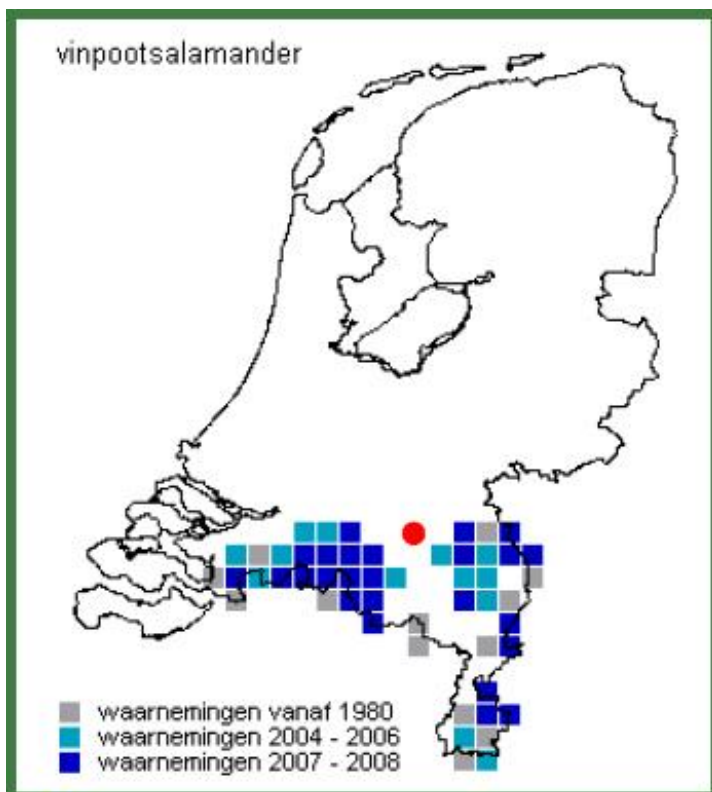 vinpootsalamander
waarnemingen vanaf 1980
waarnemingen 2004 - 2006
waarnemingen 2007 - 2008